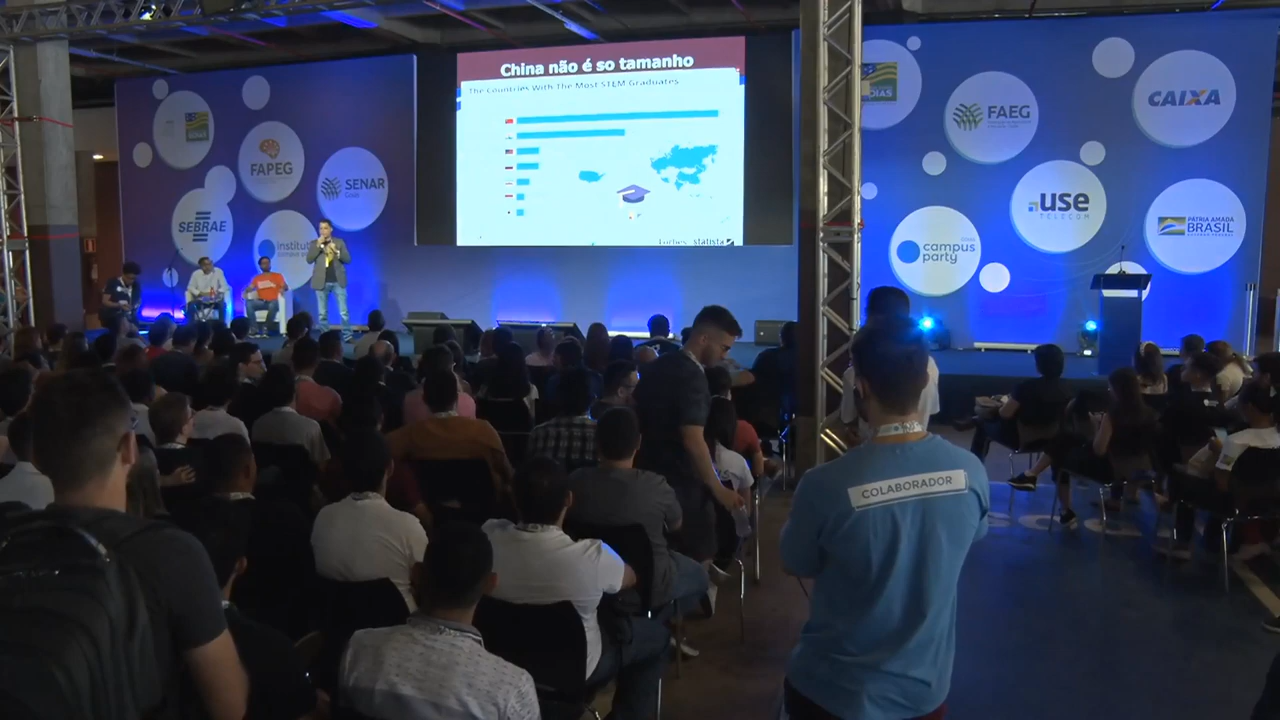 China não é so tamanho
The Countries With The Most STEM Graduates
Forbes statista
FAPEG
SENAR
Goiás
SEBRAE
FAEG
CAIXA
use
TELECOM
campus
party
PÁTRIA AMADA
BRASIL
COLABORADOR